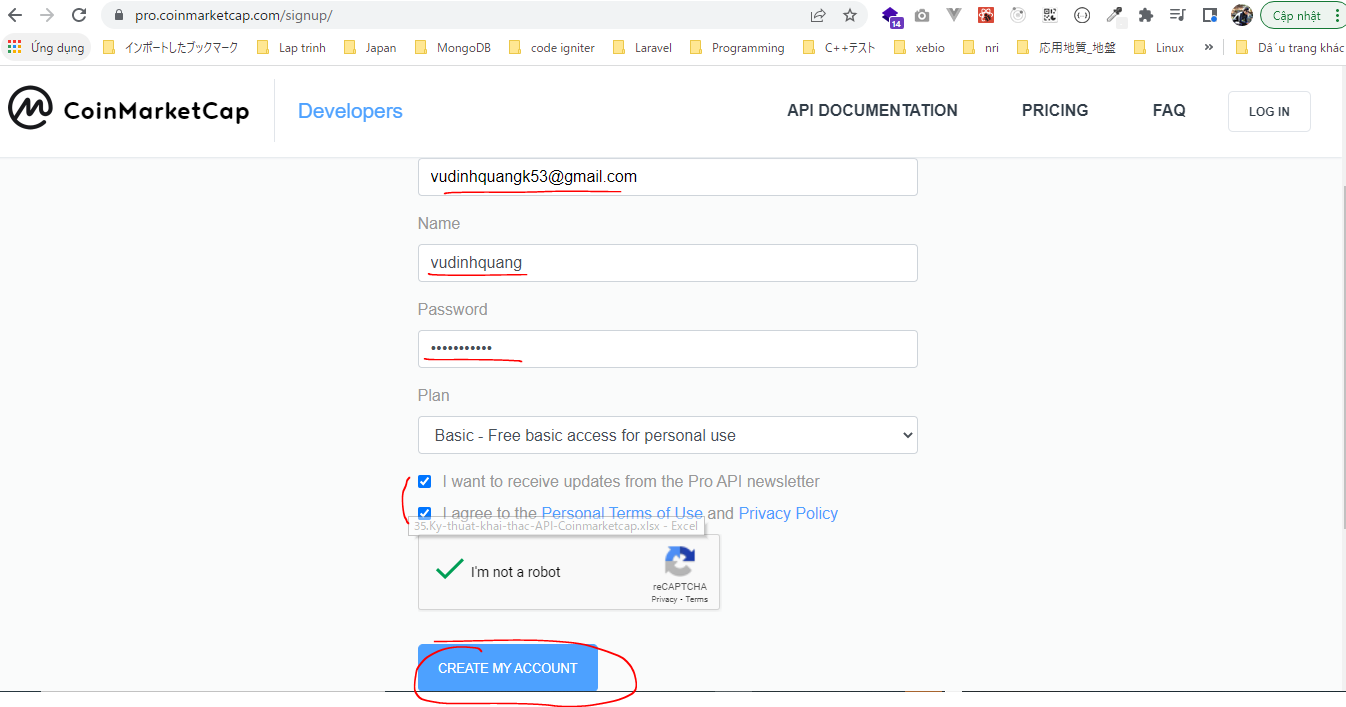 pro.coinmarketcap.com/signup/
14
Cập nhật
Ứng dụng インポートしたブックマーク Lap trinh Japan MongoDB code igniter Laravel Programming C++テスト xebio nri 応用地質_地盤 Linux » Dấu trang khác
CoinMarketCap Developers API DOCUMENTATION PRICING FAQ LOG IN
vudinhquangk53@gmail.com
Name
vudinhquang
Password
•••••••••••
Plan
Basic - Free basic access for personal use
I want to receive updates from the Pro API newsletter
I agree to the Personal Terms of Use and Privacy Policy
35.Ky-thuat-khai-thac-API-Coinmarketcap.xlsx - Excel
I'm not a robot
reCAPTCHA
Privacy - Terms
CREATE MY ACCOUNT